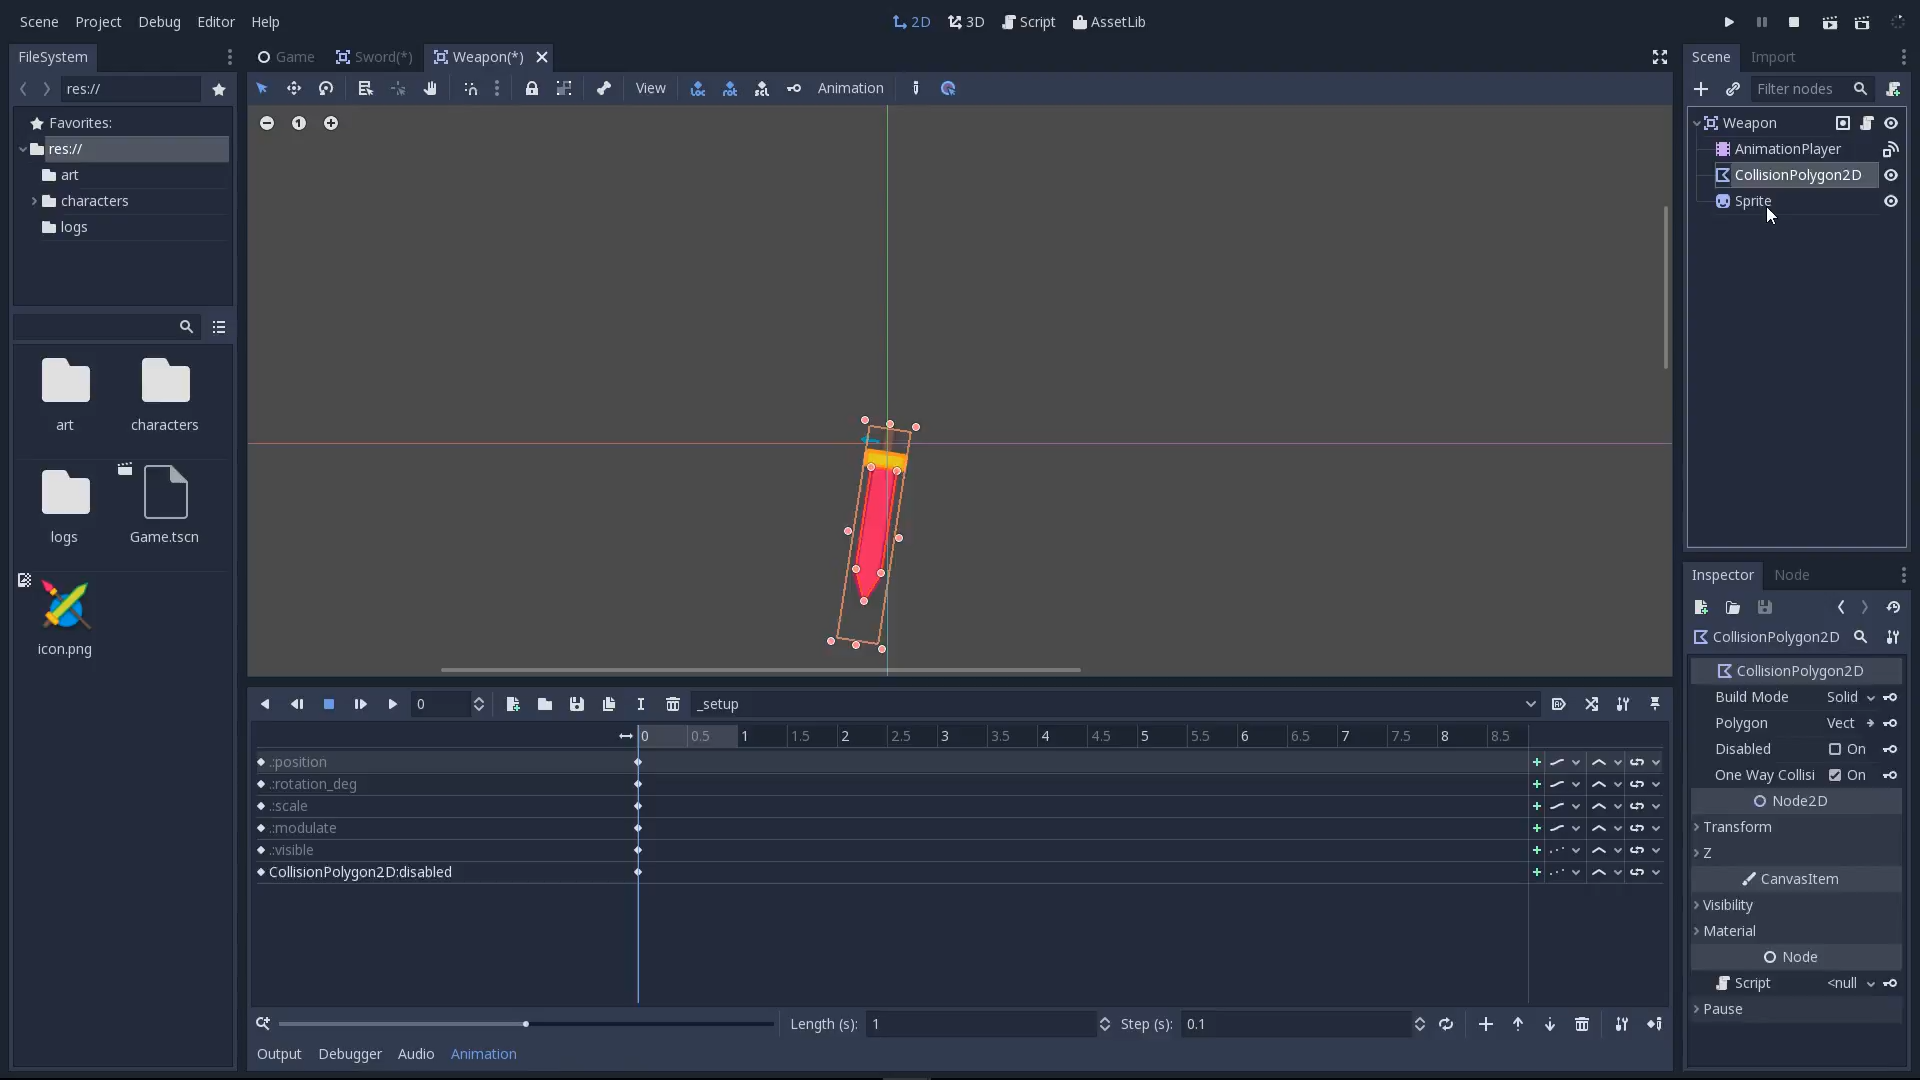 Scene Project Debug Editor Help
2D 3D Script AssetLib
FileSystem
Game Sword(*) Weapon(*)
Scene Import
res://
View Animation
Filter nodes
Favorites:
res://
art
characters
logs
Weapon
AnimationPlayer
CollisionPolygon2D
Sprite
art characters
logs Game.tscn
icon.png
Inspector Node
CollisionPolygon2D
CollisionPolygon2D
Build Mode Solid
Polygon Vect
Disabled On
One Way Collisi On
Node2D
Transform
Z
CanvasItem
Visibility
Material
Node
Script <null
Pause
0 _setup
0 0.5 1 1.5 2 2.5 3 3.5 4 4.5 5 5.5 6 6.5 7 7.5 8 8.5
.:position
.:rotation_deg
.:scale
.:modulate
.:visible
CollisionPolygon2D:disabled
Length (s): 1 Step (s): 0.1
Output Debugger Audio Animation